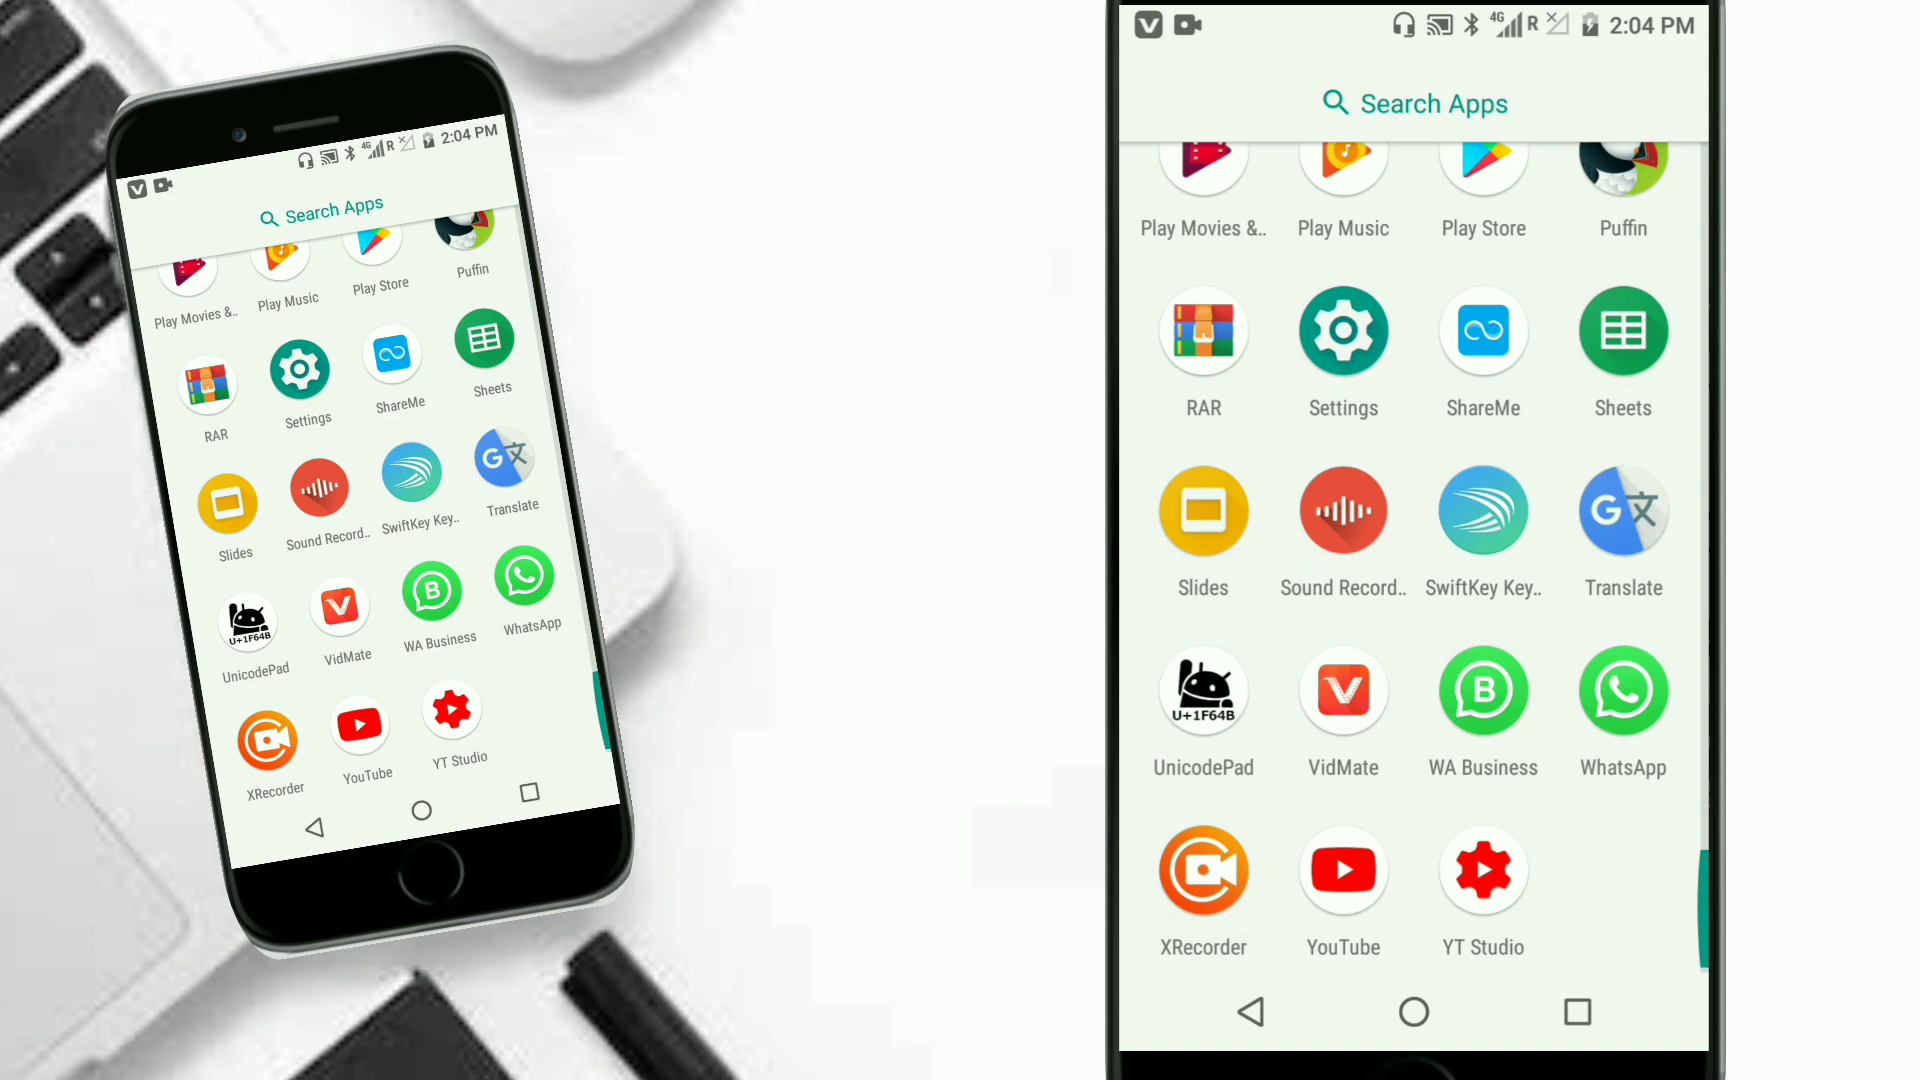 4G R 2:04 PM
Search Apps
Play Movies &.. Play Music Play Store Puffin
RAR Settings ShareMe Sheets
Slides Sound Record.. SwiftKey Key.. Translate
U+1F64B
UnicodePad VidMate WA Business WhatsApp
XRecorder YouTube YT Studio
4G R 2:04 PM
Search Apps
Play Movies &.. Play Music Play Store Puffin
RAR Settings ShareMe Sheets
G 文
Slides Sound Record.. SwiftKey Key.. Translate
U+1F64B V B
UnicodePad VidMate WA Business WhatsApp
XRecorder YouTube YT Studio